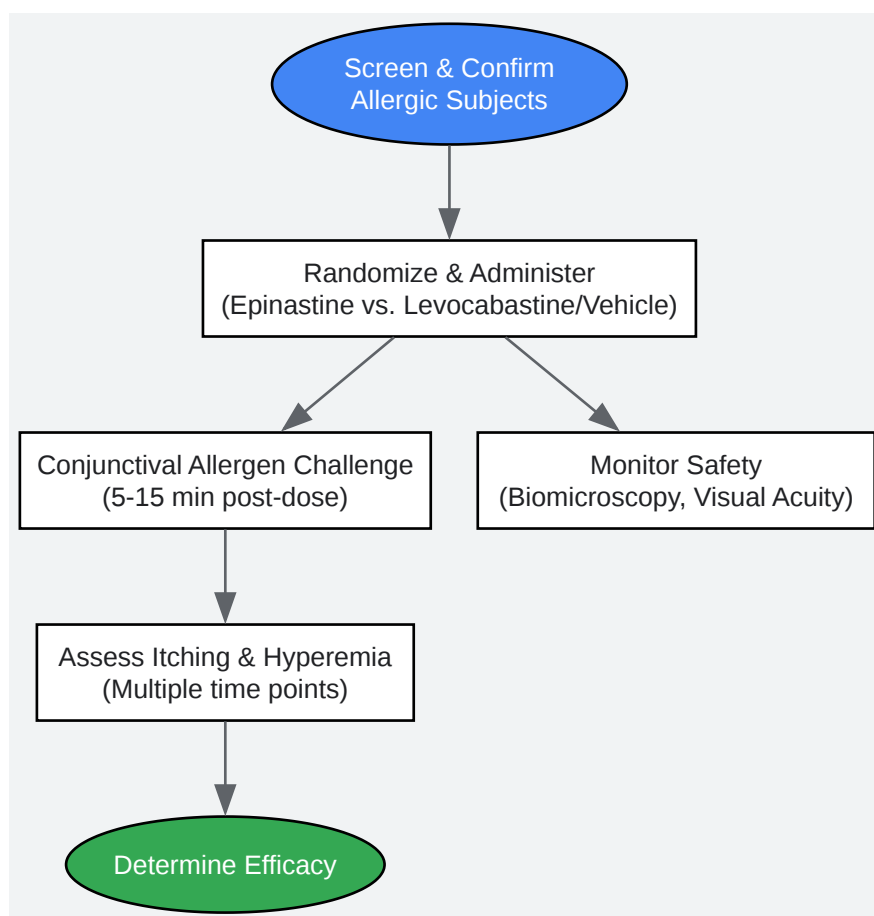 Screen & Confirm
Allergic Subjects
Randomize & Administer
(Epinastine vs. Levocabastine/Vehicle)
Conjunctival Allergen Challenge
(5-15 min post-dose)
Monitor Safety
(Biomicroscopy, Visual Acuity)
Assess Itching & Hyperemia
(Multiple time points)
Determine Efficacy